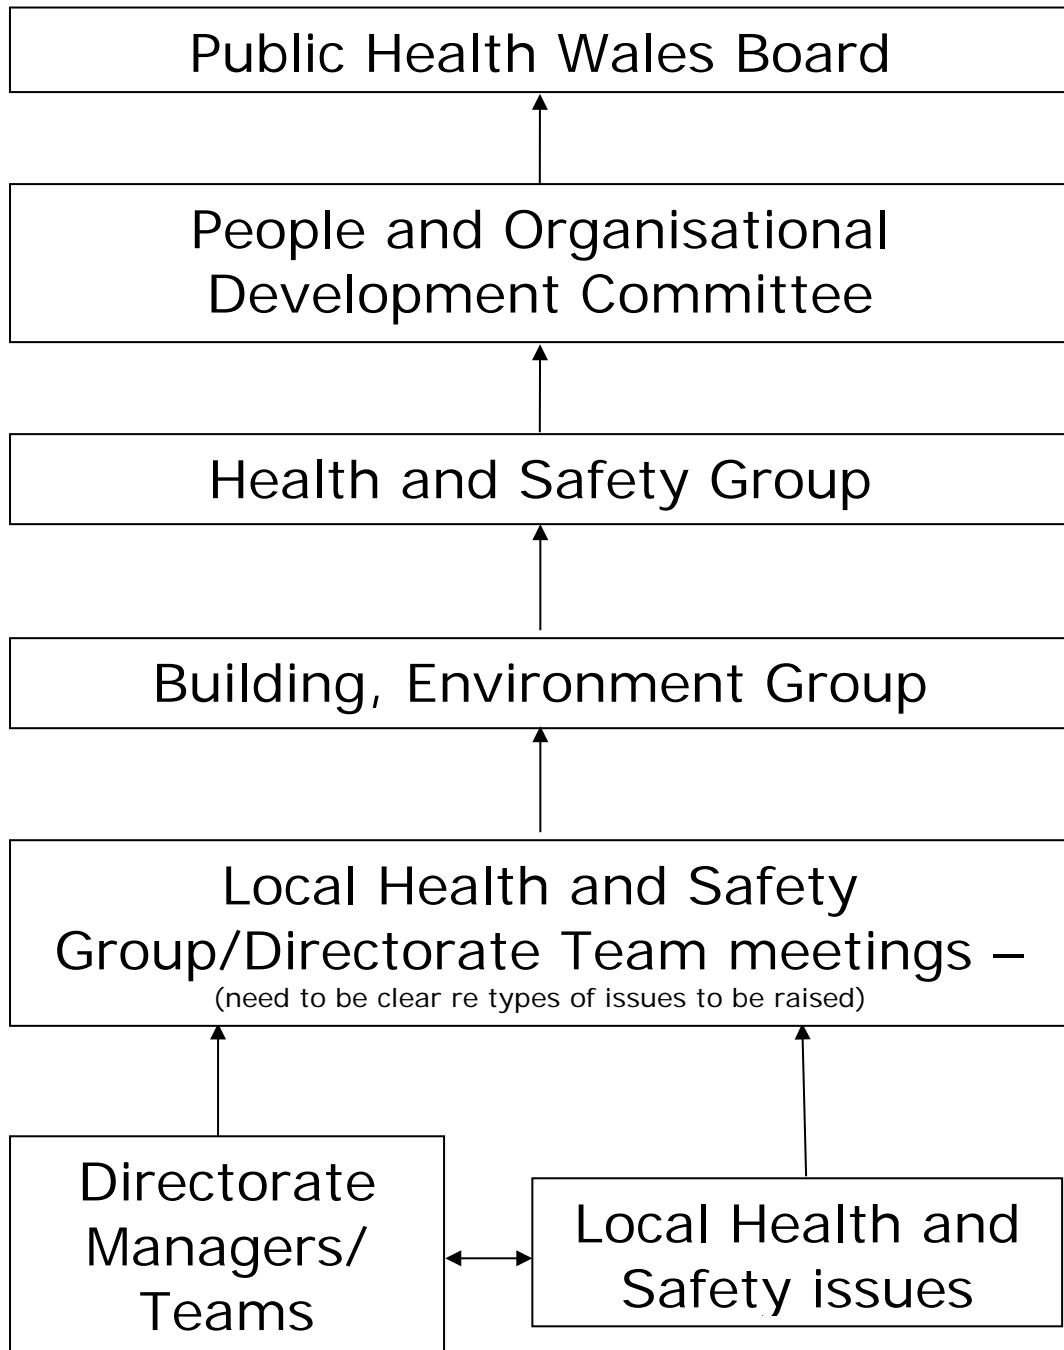 Public Health Wales Board
People and Organisational
Development Committee
Health and Safety Group
Building, Environment Group
Local Health and Safety
Group/Directorate Team meetings –
(need to be clear re types of issues to be raised)
Directorate
Managers/
Teams
Local Health and
Safety issues